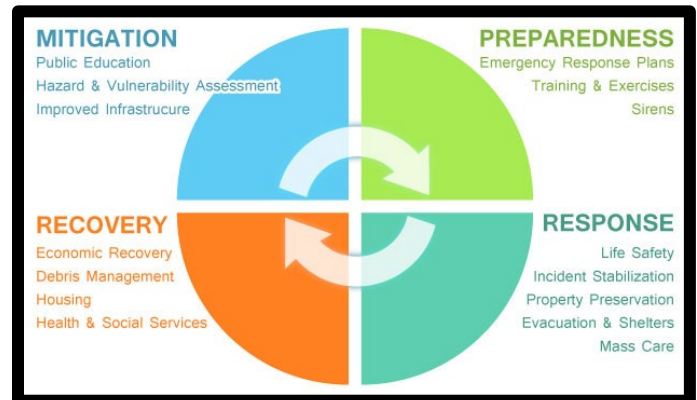 MITIGATION
Public Education
Hazard & Vulnerability Assessment
Improved Infrastrucure
PREPAREDNESS
Emergency Response Plans
Training & Exercises
Sirens
RECOVERY
Economic Recovery
Debris Management
Housing
Health & Social Services
RESPONSE
Life Safety
Incident Stabilization
Property Preservation
Evacuation & Shelters
Mass Care